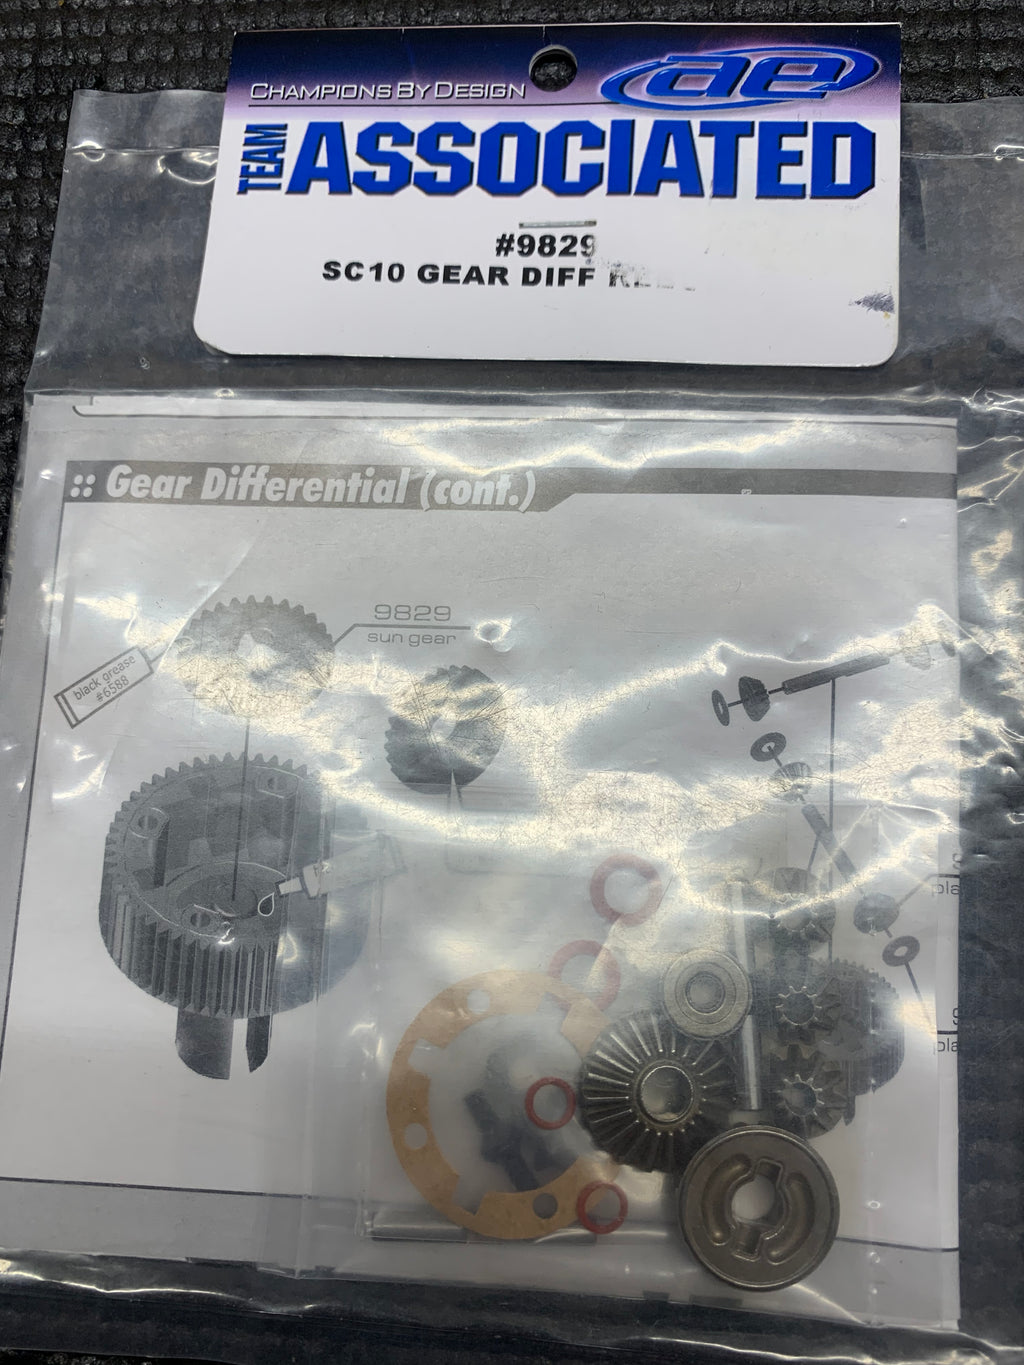 CHAMPIONS BY DESIGN
ae
TEAM ASSOCIATED
#9829
SC10 GEAR DIFF
:: Gear Differential (cont.)
9829
sun gear
black grease
#6588